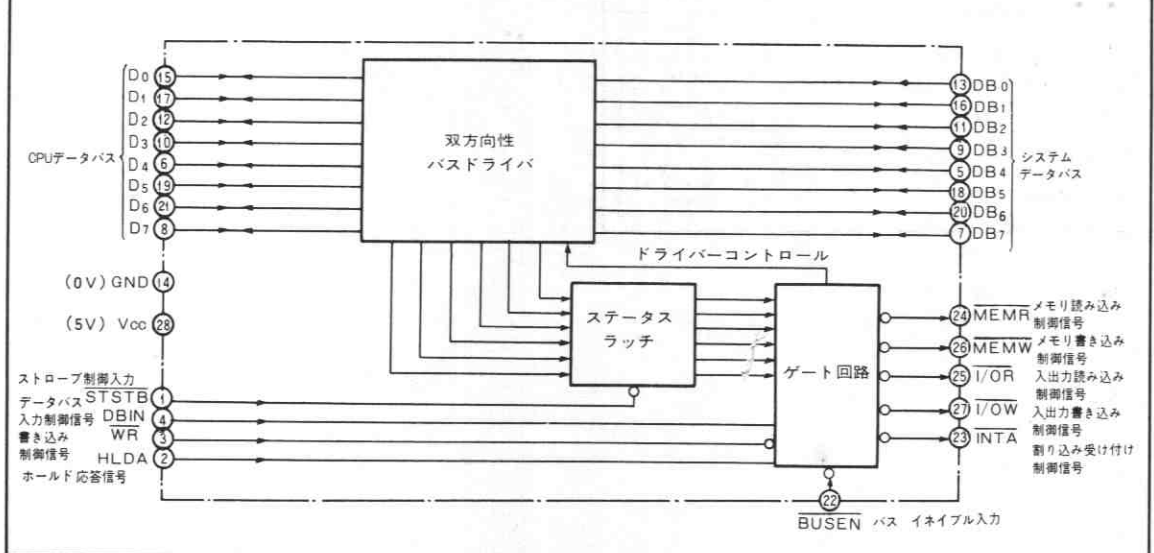 D0 15
D1 17
D2 12
D3 10
D4 6
D5 19
D6 21
D7 8
CPUデータバス
双方向性
バスドライバ
13 DB0
16 DB1
11 DB2
9 DB3
5 DB4
18 DB5
20 DB6
7 DB7
システム
データバス
ドライバーコントロール
(0V) GND 14
(5V) Vcc 28
ステータス
ラッチ
ゲート回路
24 MEMR メモリ読み込み
制御信号
26 MEMW メモリ書き込み
制御信号
25 I/OR 入出力読み込み
制御信号
27 I/OW 入出力書き込み
制御信号
23 INTA 割り込み受け付け
制御信号
ストローブ制御入力
STSTB 1
データバス
入力制御信号 DBIN 4
書き込み
制御信号 WR 3
HLDA 2
ホールド応答信号
22
BUSEN バス イネイブル入力